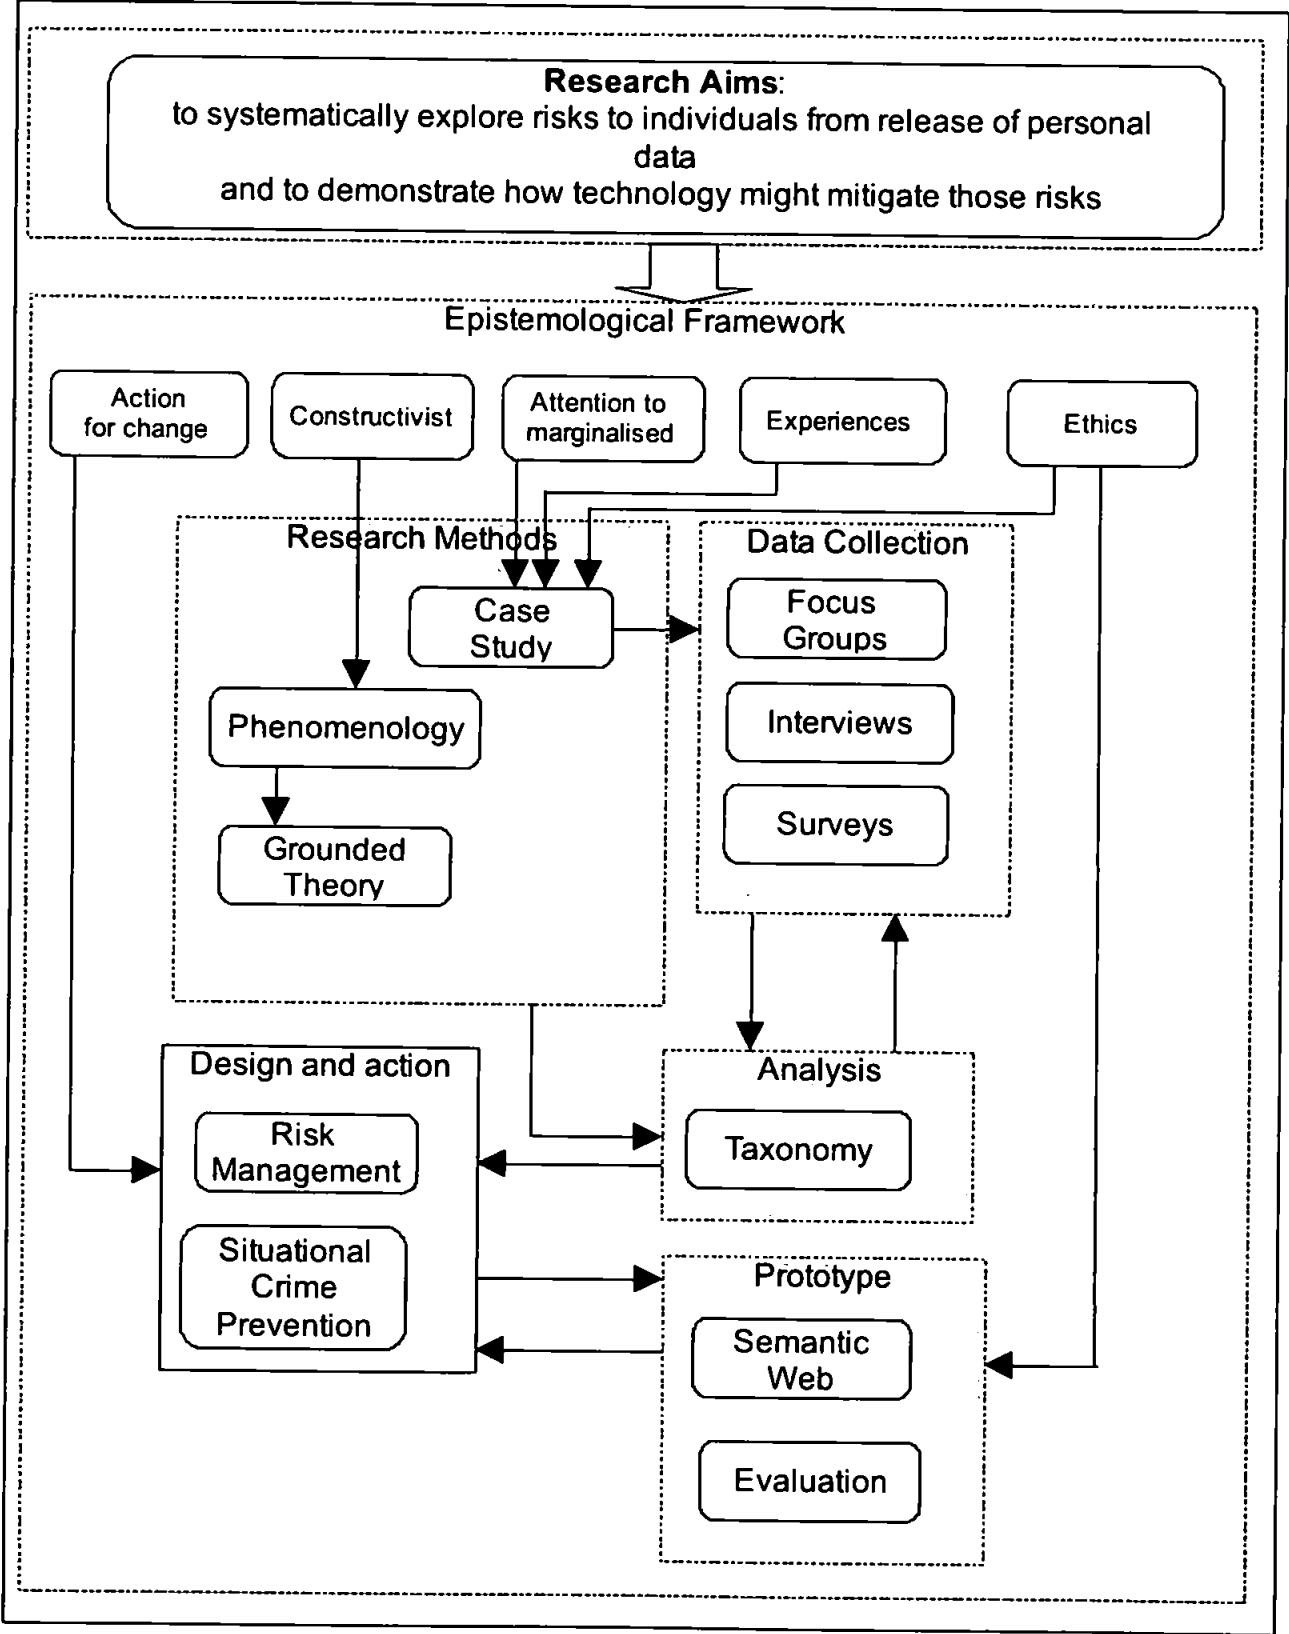 Research Aims:
to systematically explore risks to individuals from release of personal
data
and to demonstrate how technology might mitigate those risks
Epistemological Framework
Action
for change
Constructivist
Attention to
marginalised
Experiences
Ethics
Research Methods
Case
Study
Phenomenology
Grounded
Theory
Data Collection
Focus
Groups
Interviews
Surveys
Design and action
Risk
Management
Situational
Crime
Prevention
Analysis
Taxonomy
Prototype
Semantic
Web
Evaluation